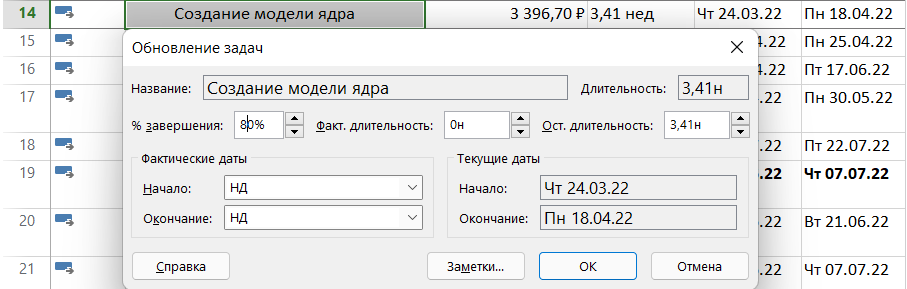 14 Создание модели ядра 3 396,70 ₽ 3,41 нед Чт 24.03.22 Пн 18.04.22
15 4.22 Пн 25.04.22
Обновление задач
16 4.22 Пт 17.06.22
Название: Создание модели ядра Длительность: 3,41н
17 .22 Пн 30.05.22
% завершения: 80% Факт. длительность: 0н Ост. длительность: 3,41н
18 .22 Пт 22.07.22
Фактические даты Текущие даты
19 .22 Чт 07.07.22
Начало: НД Начало: Чт 24.03.22
Окончание: НД Окончание: Пн 18.04.22
20 .22 Вт 21.06.22
Справка Заметки... ОК Отмена
21 .22 Чт 07.07.22